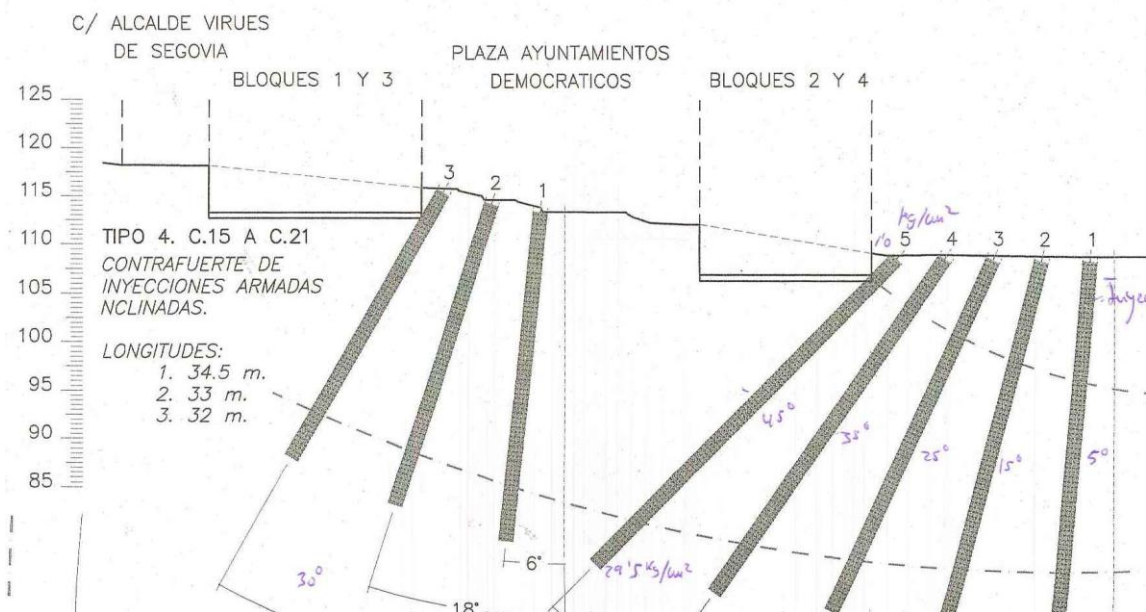 C/ ALCALDE VIRUES
DE SEGOVIA
PLAZA AYUNTAMIENTOS
DEMOCRATICOS
BLOQUES 1 Y 3
BLOQUES 2 Y 4
125
120
115
110
105
100
95
90
85
3
2
1
TIPO 4. C.15 A C.21
CONTRAFUERTE DE
INYECCIONES ARMADAS
NCLINADAS.
LONGITUDES:
1. 34.5 m.
2. 33 m.
3. 32 m.
10 Kg/cm²
5
4
3
2
1
45°
35°
25°
15°
5°
30°
18°
6°
29'5 Kg/cm²